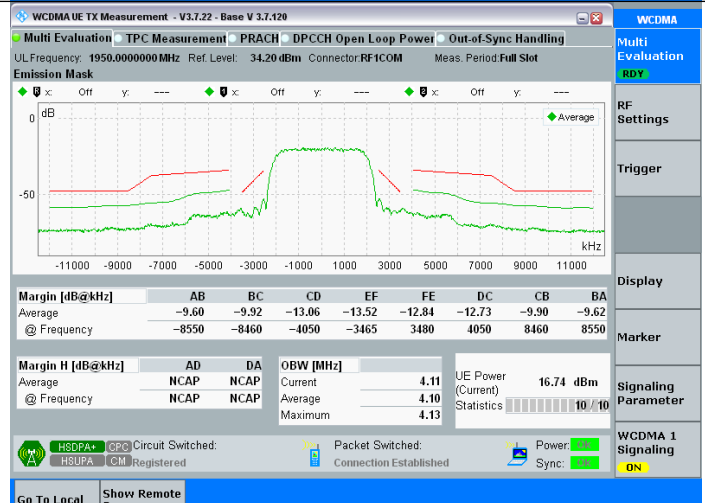 WCDMA UE TX Measurement - V3.7.22 - Base V 3.7.120
WCDMA
Multi Evaluation TPC Measurement PRACH DPCCH Open Loop Power Out-of-Sync Handling
UL Frequency: 1950.0000000 MHz Ref. Level: 34.20 dBm Connector: RF1COM Meas. Period: Full Slot
Emission Mask
x: Off y: --- x: Off y: --- x: Off y: ---
dB
Average
0
-50
kHz
-11000 -9000 -7000 -5000 -3000 -1000 1000 3000 5000 7000 9000 11000
Margin [dB@kHz] AB BC CD EF FE DC CB BA
Average -9.60 -9.92 -13.06 -13.52 -12.84 -12.73 -9.90 -9.62
@ Frequency -8550 -8460 -4050 -3465 3480 4050 8460 8550
Margin H [dB@kHz] AD DA
Average NCAP NCAP
@ Frequency NCAP NCAP
OBW [MHz]
Current 4.11
Average 4.10
Maximum 4.13
UE Power
(Current) 16.74 dBm
Statistics 10 / 10
HSDPA+ CPC Circuit Switched:
HSUPA CM Registered
Packet Switched:
Connection Established
Power: OK
Sync: OK
Multi
Evaluation
RDY
RF
Settings
Trigger
Display
Marker
Signaling
Parameter
WCDMA 1
Signaling
ON
Go To Local
Show Remote